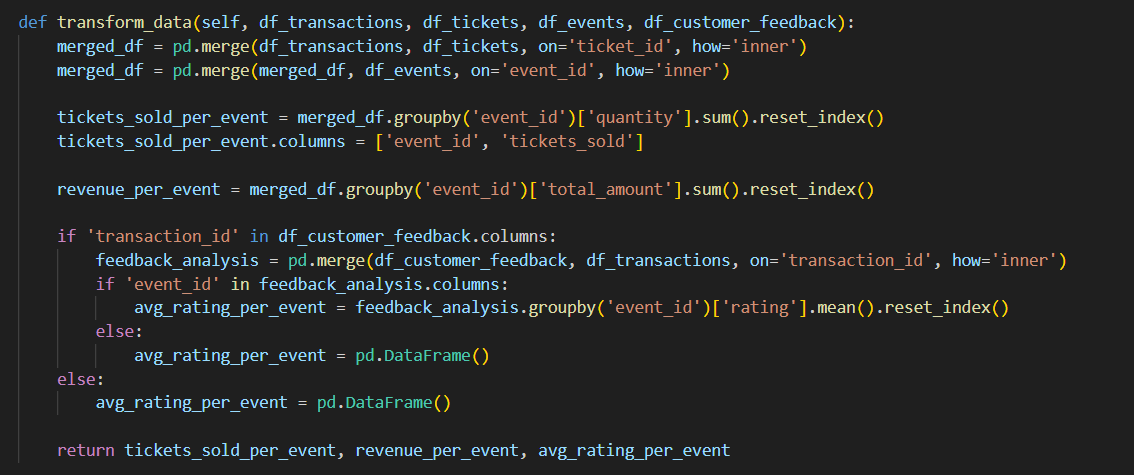 def transform_data(self, df_transactions, df_tickets, df_events, df_customer_feedback):
    merged_df = pd.merge(df_transactions, df_tickets, on='ticket_id', how='inner')
    merged_df = pd.merge(merged_df, df_events, on='event_id', how='inner')

    tickets_sold_per_event = merged_df.groupby('event_id')['quantity'].sum().reset_index()
    tickets_sold_per_event.columns = ['event_id', 'tickets_sold']

    revenue_per_event = merged_df.groupby('event_id')['total_amount'].sum().reset_index()

    if 'transaction_id' in df_customer_feedback.columns:
        feedback_analysis = pd.merge(df_customer_feedback, df_transactions, on='transaction_id', how='inner')
        if 'event_id' in feedback_analysis.columns:
            avg_rating_per_event = feedback_analysis.groupby('event_id')['rating'].mean().reset_index()
        else:
            avg_rating_per_event = pd.DataFrame()
    else:
        avg_rating_per_event = pd.DataFrame()

    return tickets_sold_per_event, revenue_per_event, avg_rating_per_event